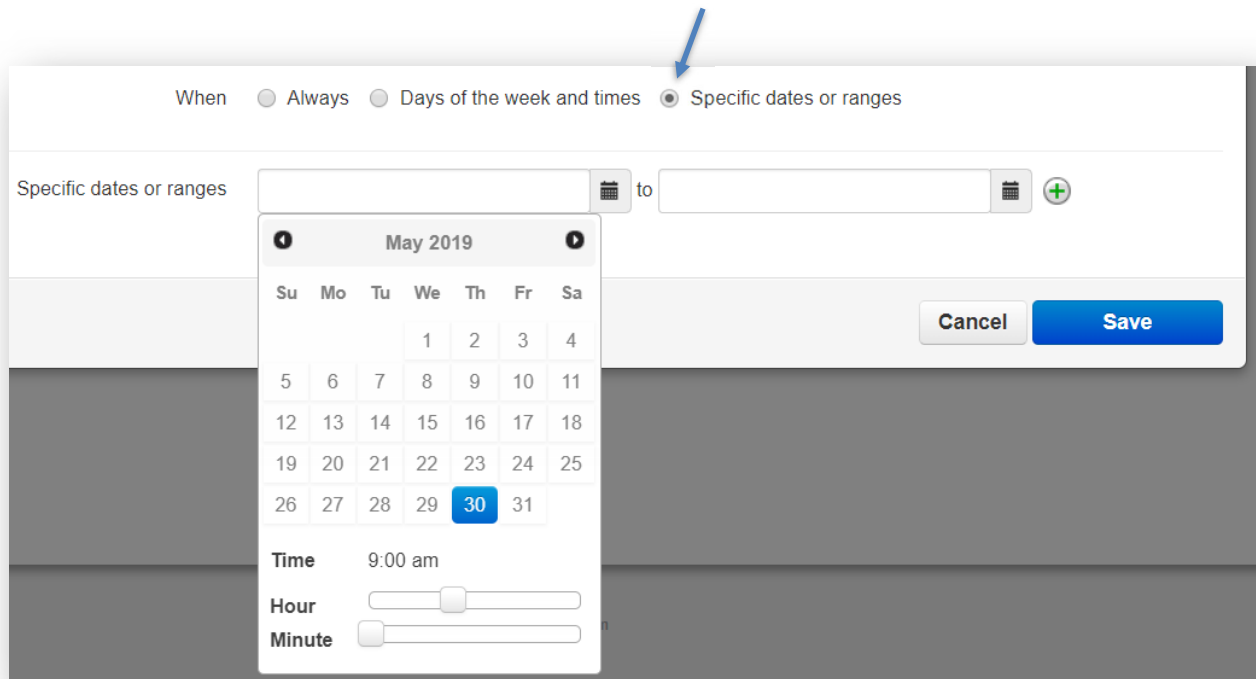 When Always Days of the week and times Specific dates or ranges
Specific dates or ranges to
May 2019
Su Mo Tu We Th Fr Sa
1 2 3 4
5 6 7 8 9 10 11
Cancel Save
12 13 14 15 16 17 18
19 20 21 22 23 24 25
26 27 28 29 30 31
Time 9:00 am
Hour
Minute